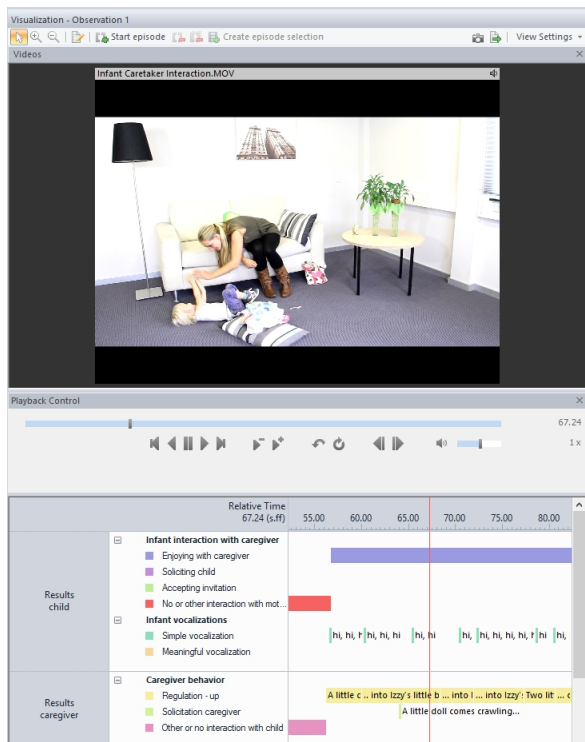 Visualization - Observation 1
Start episode Create episode selection View Settings
Videos
Infant Caretaker Interaction.MOV
Playback Control
67.24
1 x
Relative Time
67.24 (s.ff) 55.00 60.00 65.00 70.00 75.00 80.00
Results
child
Infant interaction with caregiver
Enjoying with caregiver
Soliciting child
Accepting invitation
No or other interaction with mot...
Infant vocalizations
Simple vocalization hi, hi, hi, hi, hi hi, hi hi, hi, hi, hi, hi, hi hi,
Meaningful vocalization
Results
caregiver
Caregiver behavior
Regulation - up A little c ... into Izzy's little b ... into I ... into Izzy': Two lit ... c
Solicitation caregiver A little doll comes crawling...
Other or no interaction with child